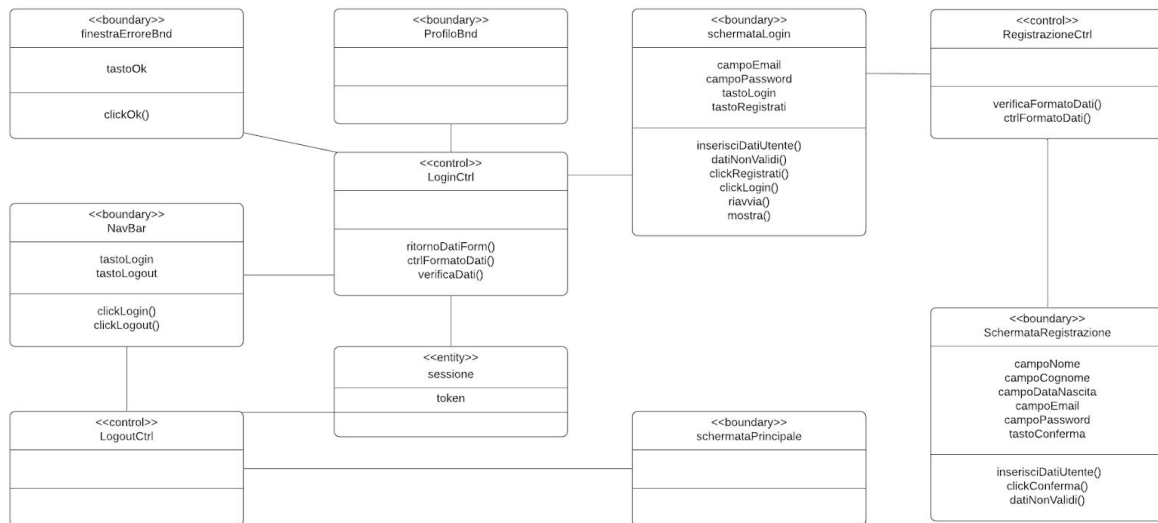 <<boundary>>
finestraErroreBnd
tastoOk
clickOk()
<<boundary>>
ProfiloBnd
<<boundary>>
schermataLogin
campoEmail
campoPassword
tastoLogin
tastoRegistrati
inserisciDatiUtente()
datiNonValidi()
clickRegistrati()
clickLogin()
riavvia()
mostra()
<<control>>
RegistrazioneCtrl
verificaFormatoDati()
ctrlFormatoDati()
<<control>>
LoginCtrl
ritornoDatiForm()
ctrlFormatoDati()
verificaDati()
<<boundary>>
NavBar
tastoLogin
tastoLogout
clickLogin()
clickLogout()
<<entity>>
sessione
token
<<boundary>>
SchermataRegistrazione
campoNome
campoCognome
campoDataNascita
campoEmail
campoPassword
tastoConferma
inserisciDatiUtente()
clickConferma()
datiNonValidi()
<<control>>
LogoutCtrl
<<boundary>>
schermataPrincipale